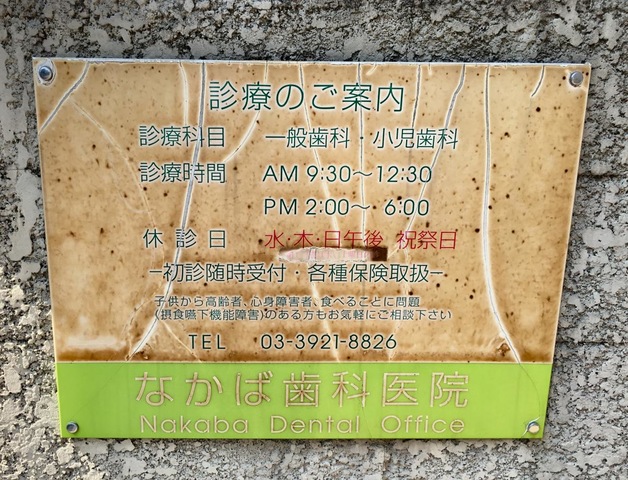 診療のご案内
診療科目 一般歯科・小児歯科
診療時間 AM 9:30〜12:30
PM 2:00〜 6:00
休診日 水・木・日午後 祝祭日
−初診随時受付・各種保険取扱−
子供から高齢者、心身障害者、食べることに問題
(摂食嚥下機能障害)のある方もお気軽にご相談下さい
TEL 03-3921-8826
なかば歯科医院
Nakaba Dental Office